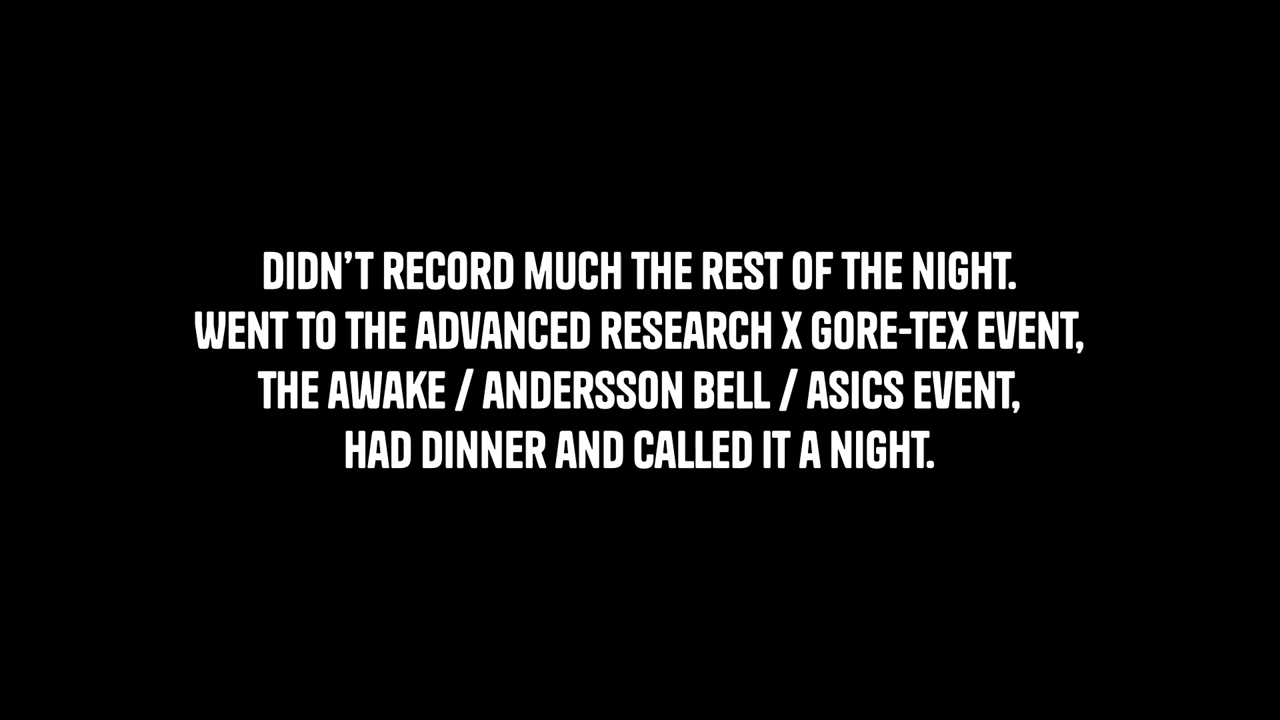 DIDN’T RECORD MUCH THE REST OF THE NIGHT.
WENT TO THE ADVANCED RESEARCH X GORE-TEX EVENT,
THE AWAKE / ANDERSSON BELL / ASICS EVENT,
HAD DINNER AND CALLED IT A NIGHT.